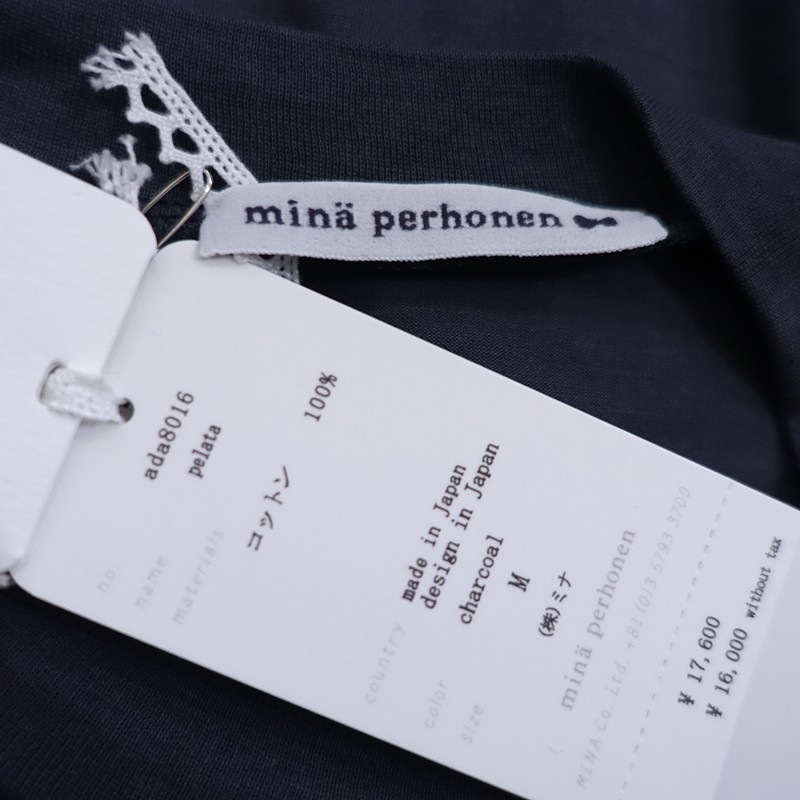 minä perhonen
no. ada8016
name pelata
materials
コットン 100%
country made in Japan
design in Japan
color charcoal
size M
(株)ミナ
minä perhonen
MINA Co., Ltd. +81(0)3 5793 3700
¥ 17,600
¥ 16,000 without tax